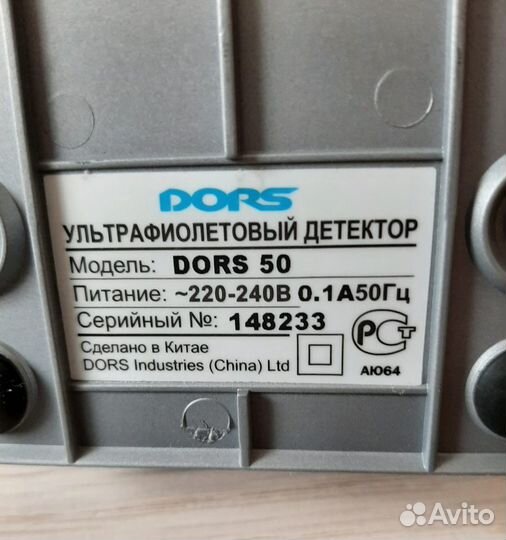 DORS
УЛЬТРАФИОЛЕТОВЫЙ ДЕТЕКТОР
Модель: DORS 50
Питание: ~220-240В 0.1А50Гц
Серийный №: 148233
Сделано в Китае
DORS Industries (China) Ltd
РСТ
АЮ64
Avito